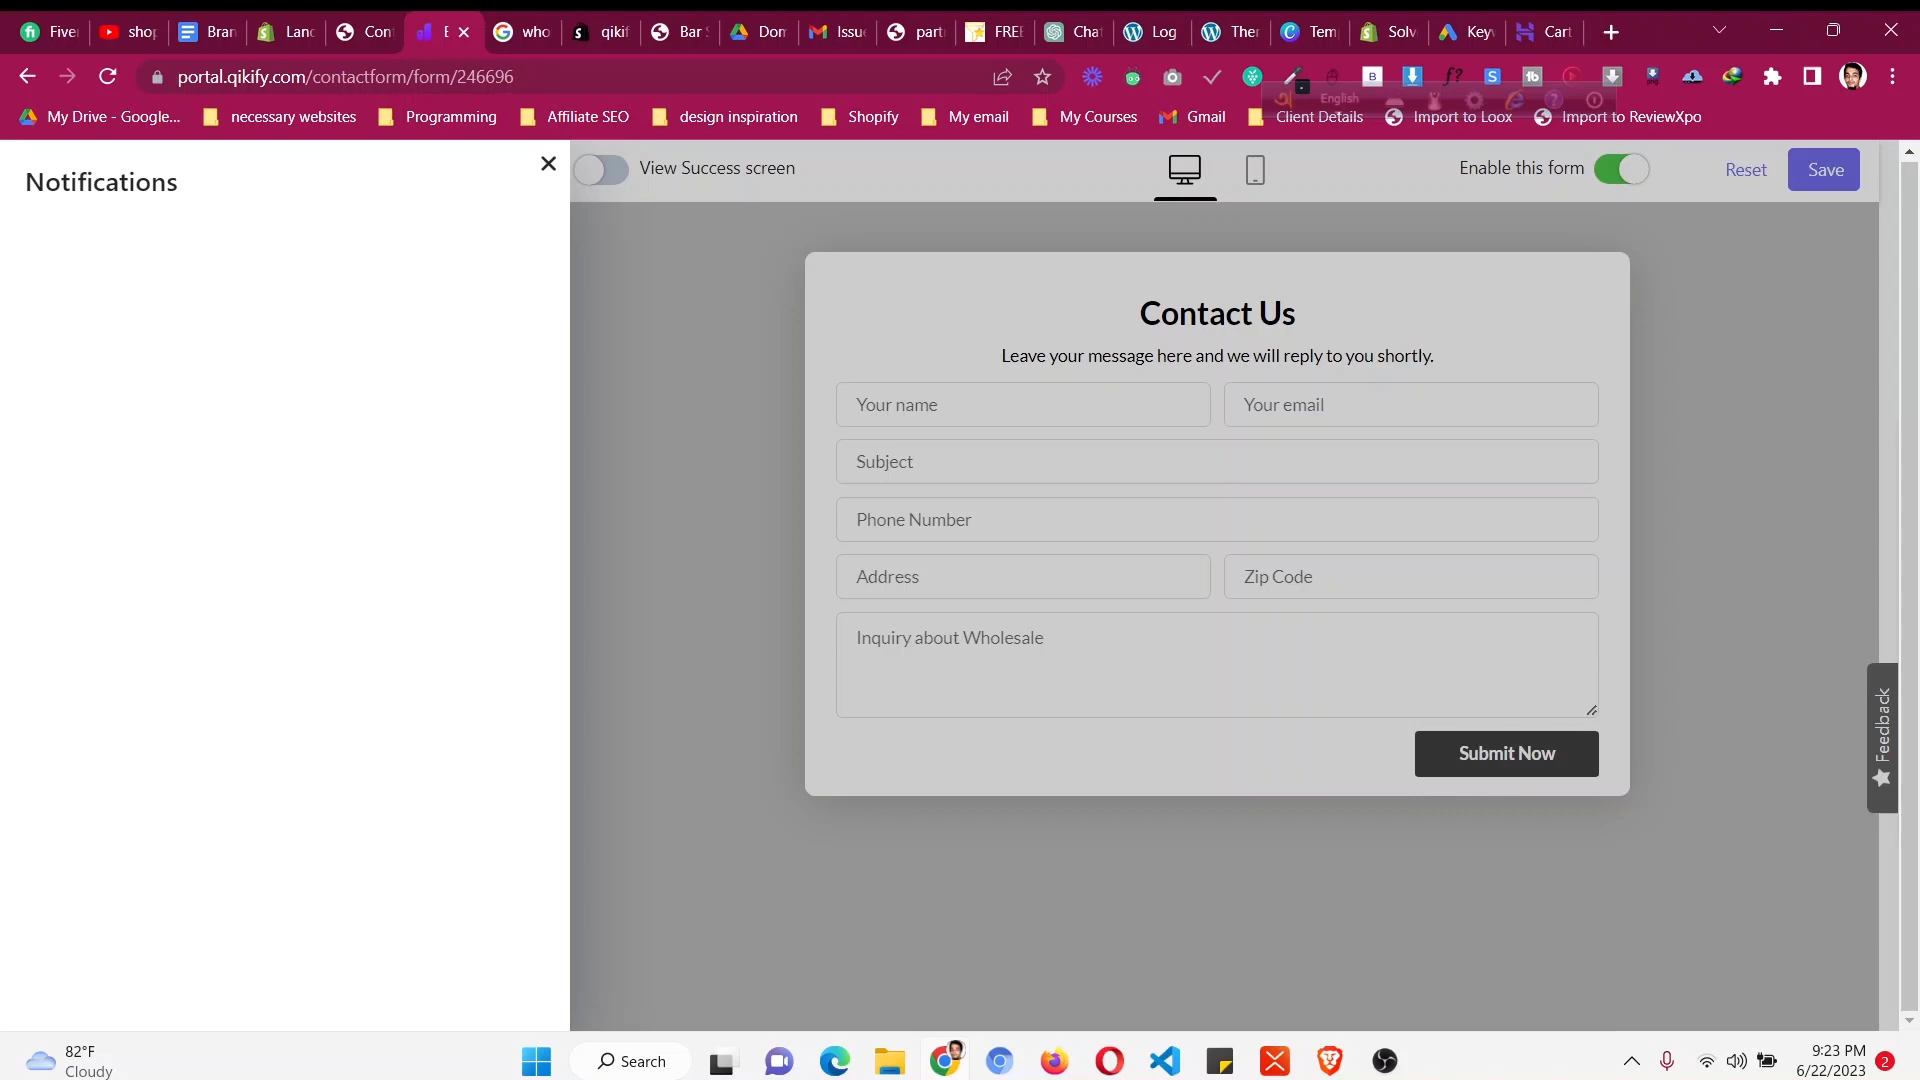 Fiver
shop
Bran
Lanc
Con
E
who
qikif
Bar S
Dom
Issu
part
FREE
Chat
Log
Ther
Tem
Solv
Keyv
Cart
portal.qikify.com/contactform/form/246696
English
My Drive - Google...
necessary websites
Programming
Affiliate SEO
design inspiration
Shopify
My email
My Courses
Gmail
Client Details
Import to Loox
Import to ReviewXpo
Notifications
View Success screen
Enable this form
Reset
Save
Contact Us
Leave your message here and we will reply to you shortly.
Your name
Your email
Subject
Phone Number
Address
Zip Code
Inquiry about Wholesale
Submit Now
Feedback
82°F
Cloudy
Search
9:23 PM
6/22/2023
2